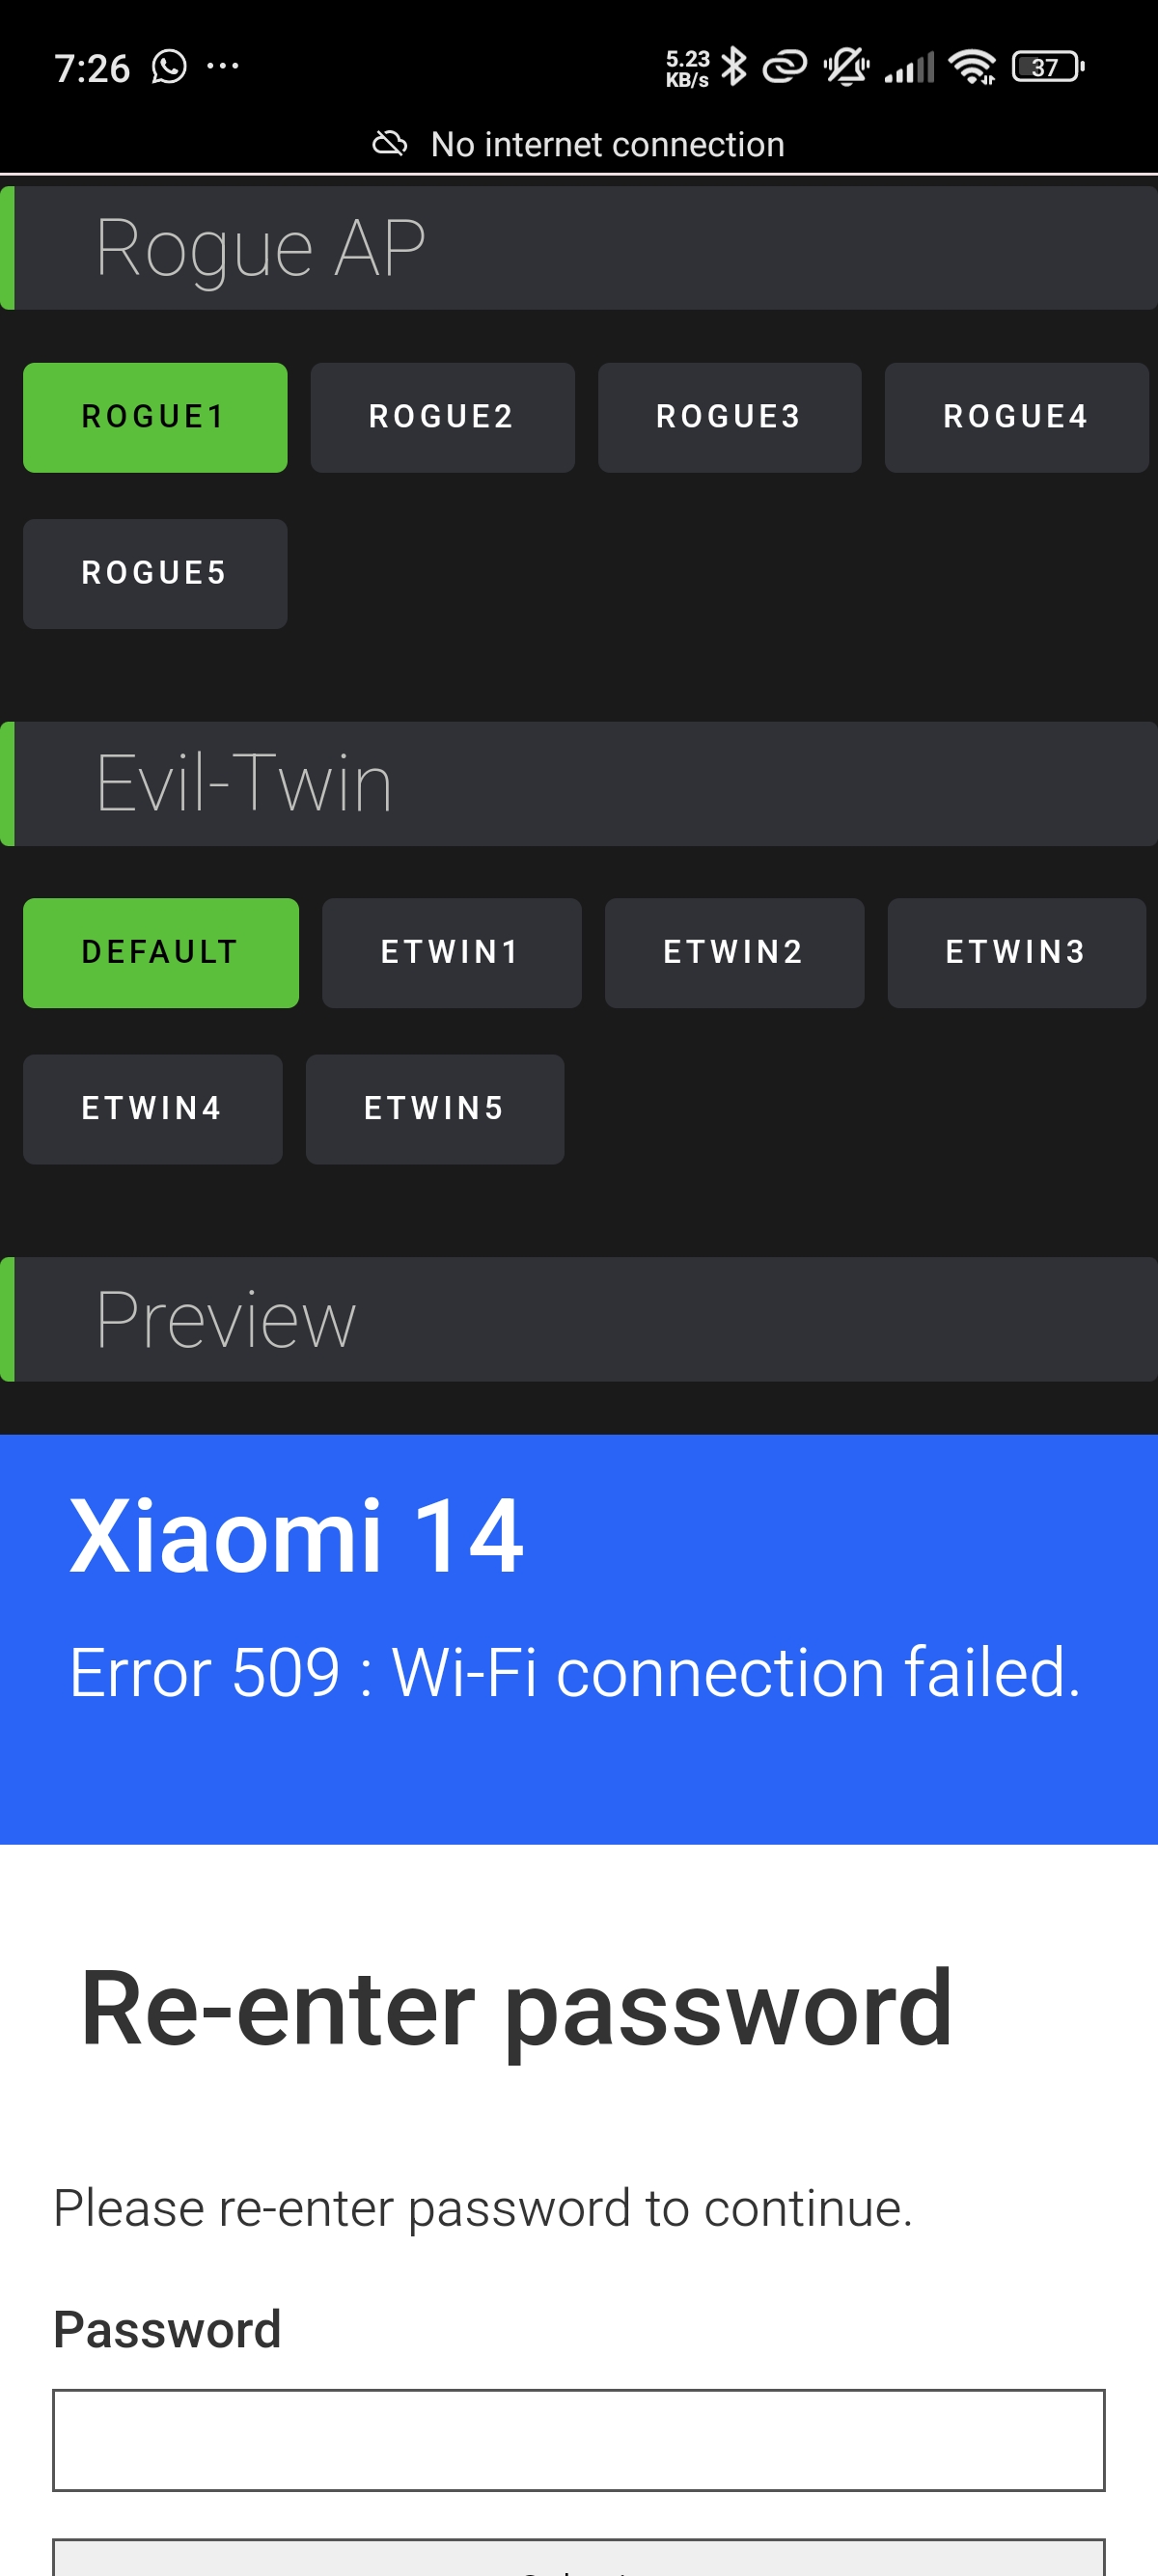 7:26 ... 5.23 KB/s 37
No internet connection
Rogue AP
ROGUE1 ROGUE2 ROGUE3 ROGUE4
ROGUE5
Evil-Twin
DEFAULT ETWIN1 ETWIN2 ETWIN3
ETWIN4 ETWIN5
Preview
Xiaomi 14
Error 509 : Wi-Fi connection failed.
Re-enter password
Please re-enter password to continue.
Password